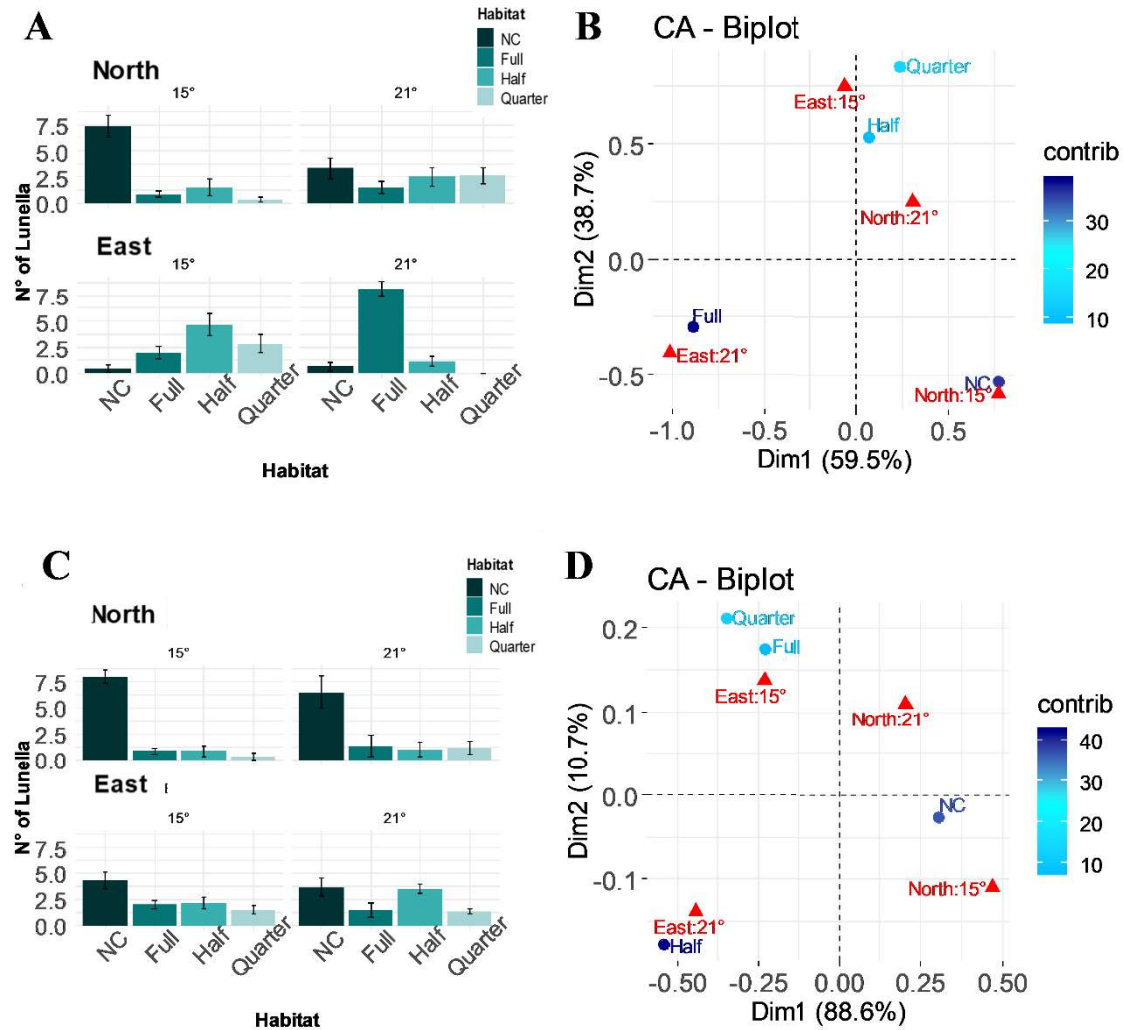 A
Habitat
NC
Full
Half
Quarter
North
15°
21°
7.5
5.0
2.5
0.0
East
15°
21°
7.5
5.0
2.5
0.0
N° of Lunella
NC
Full
Half
Quarter
NC
Full
Half
Quarter
Habitat
B
CA - Biplot
Quarter
East:15°
Half
North:21°
Full
East:21°
NC
North:15°
0.5
0.0
-0.5
Dim2 (38.7%)
-1.0
-0.5
0.0
0.5
Dim1 (59.5%)
contrib
30
20
10
C
Habitat
NC
Full
Half
Quarter
North
15°
21°
7.5
5.0
2.5
0.0
East
15°
21°
7.5
5.0
2.5
0.0
N° of Lunella
NC
Full
Half
Quarter
NC
Full
Half
Quarter
Habitat
D
CA - Biplot
Quarter
Full
East:15°
North:21°
NC
North:15°
East:21°
Half
0.2
0.1
0.0
-0.1
Dim2 (10.7%)
-0.50
-0.25
0.00
0.25
0.50
Dim1 (88.6%)
contrib
40
30
20
10